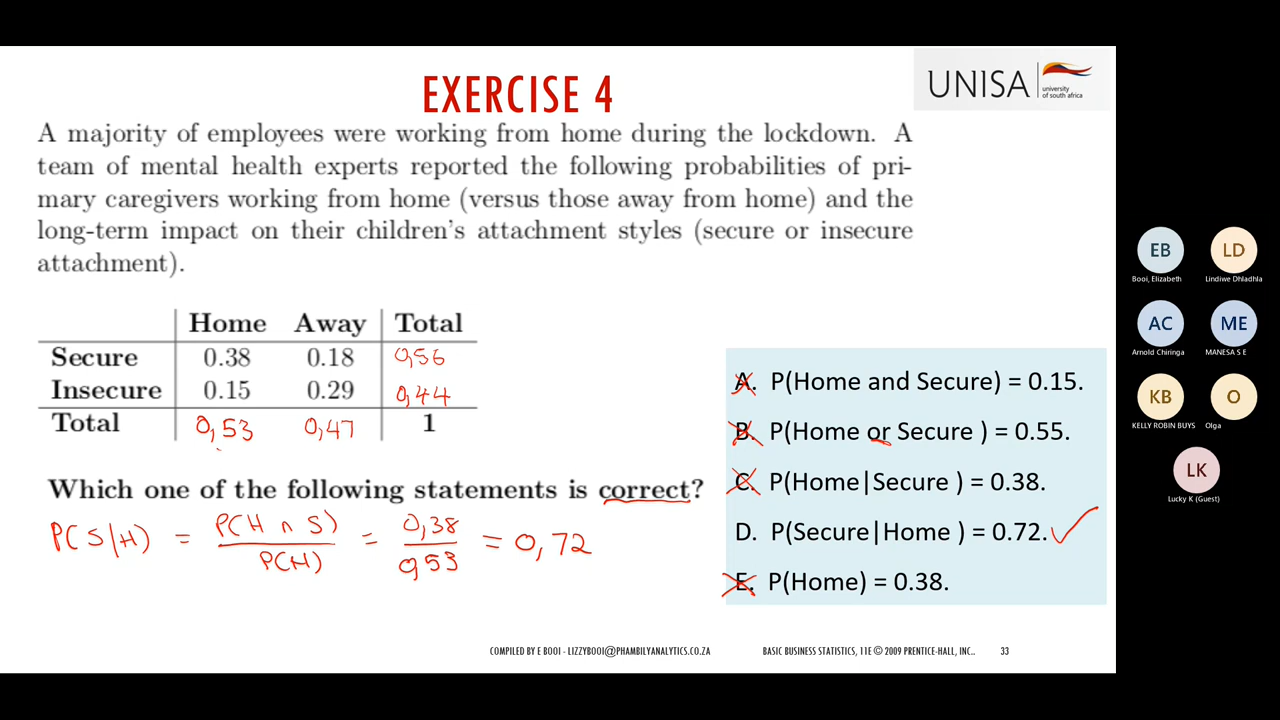 EXERCISE 4
UNISA
university
of south africa
A majority of employees were working from home during the lockdown. A
team of mental health experts reported the following probabilities of pri-
mary caregivers working from home (versus those away from home) and the
long-term impact on their children's attachment styles (secure or insecure
attachment).
Home Away Total
Secure 0.38 0.18 0,56
Insecure 0.15 0.29 0,44
Total 0,53 0,47 1
Which one of the following statements is correct?
P(S/H) = P(H ∩ S) / P(H) = 0,38 / 0,53 = 0,72
A. P(Home and Secure) = 0.15.
B. P(Home or Secure ) = 0.55.
C. P(Home|Secure ) = 0.38.
D. P(Secure|Home ) = 0.72.
E. P(Home) = 0.38.
COMPILED BY E BOOI - LIZZYBOOI@PHAMBILYANALYTICS.CO.ZA
BASIC BUSINESS STATISTICS, 11E © 2009 PRENTICE-HALL, INC..
33
EB LD
Booi, Elizabeth Lindiwe Dhladhla
AC ME
Arnold Chiringa MANESA S E
KB O
KELLY ROBIN BUYS Olga
LK
Lucky K (Guest)